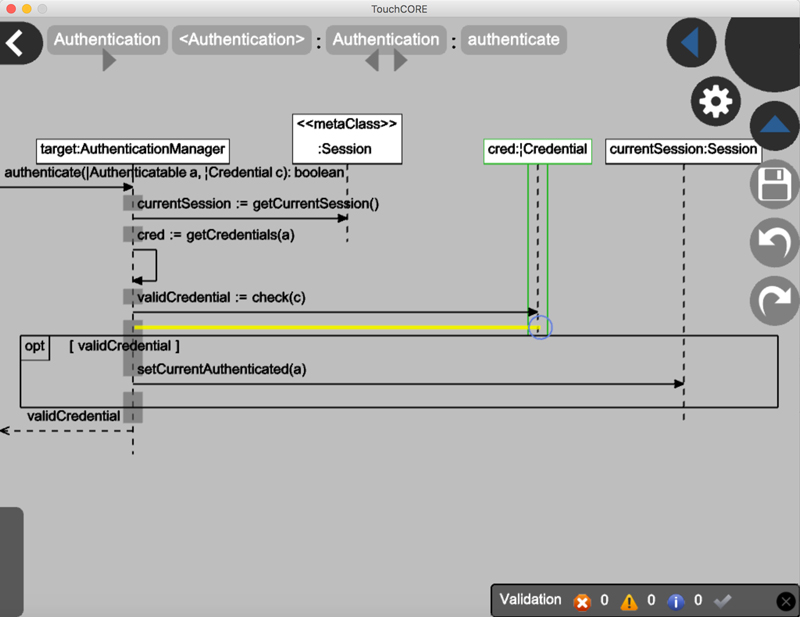 TouchCORE
Authentication <Authentication> : Authentication : authenticate
<<metaClass>>
:Session
target:AuthenticationManager
cred:¦Credential
currentSession:Session
authenticate(|Authenticatable a, ¦Credential c): boolean
currentSession := getCurrentSession()
cred := getCredentials(a)
validCredential := check(c)
opt [ validCredential ]
setCurrentAuthenticated(a)
validCredential
Validation 0 0 0